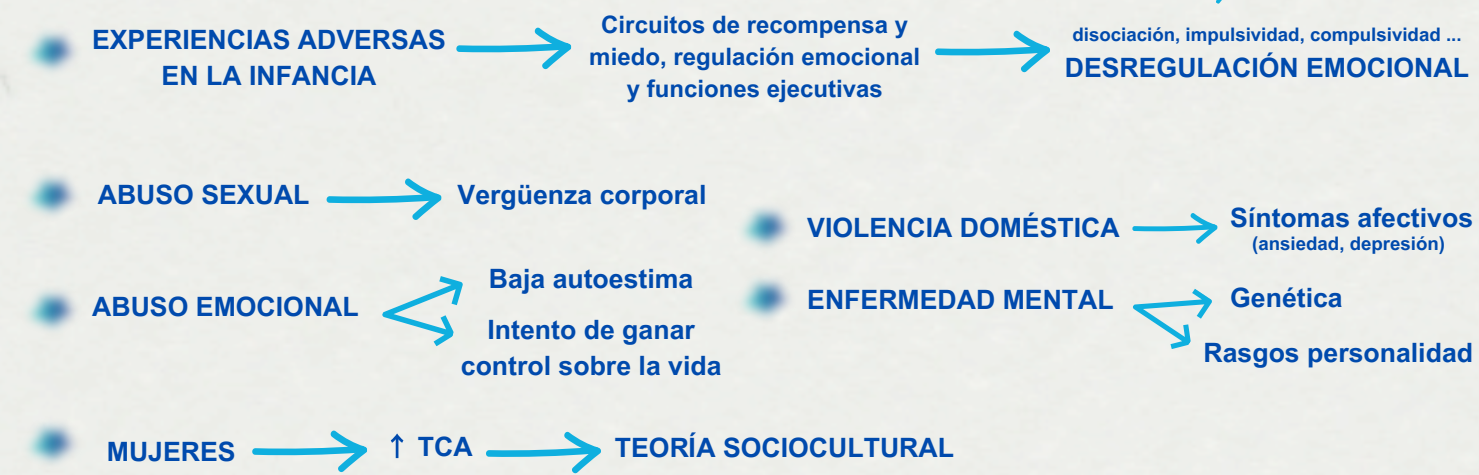 EXPERIENCIAS ADVERSAS
EN LA INFANCIA
Circuitos de recompensa y
miedo, regulación emocional
y funciones ejecutivas
disociación, impulsividad, compulsividad ...
DESREGULACIÓN EMOCIONAL
ABUSO SEXUAL
Vergüenza corporal
VIOLENCIA DOMÉSTICA
Síntomas afectivos
(ansiedad, depresión)
ABUSO EMOCIONAL
Baja autoestima
Intento de ganar
control sobre la vida
ENFERMEDAD MENTAL
Genética
Rasgos personalidad
MUJERES
↑ TCA
TEORÍA SOCIOCULTURAL